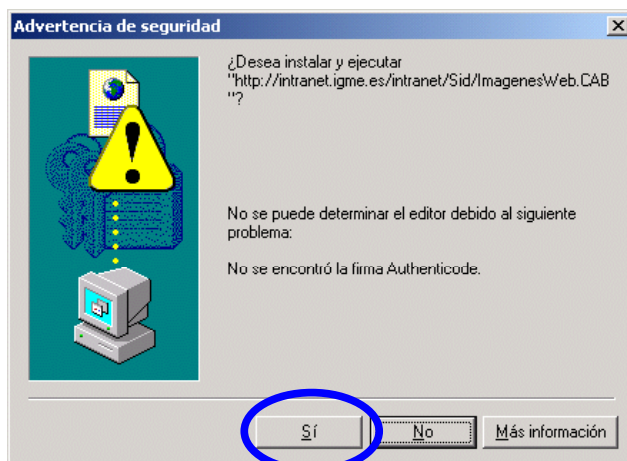 Advertencia de seguridad
¿Desea instalar y ejecutar
"http://intranet.igme.es/intranet/Sid/ImagenesWeb.CAB
"?
No se puede determinar el editor debido al siguiente
problema:
No se encontró la firma Authenticode.
Sí No Más información